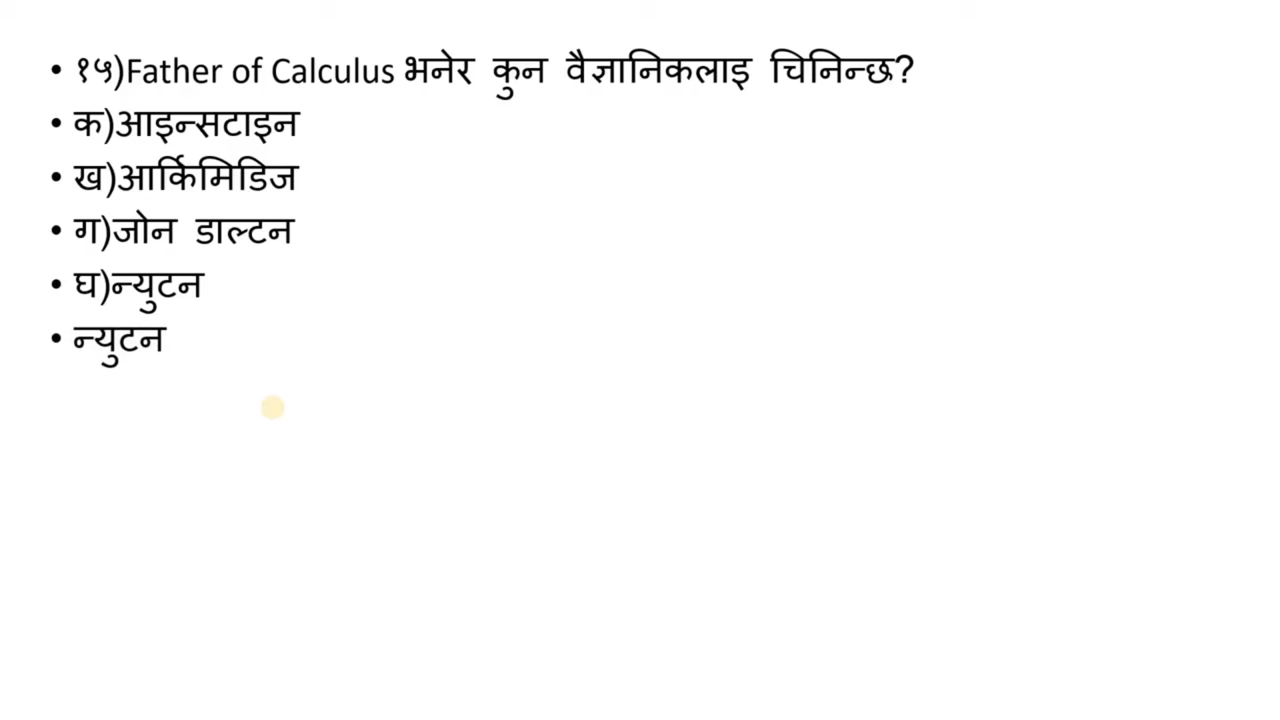 • १५)Father of Calculus भनेर कुन वैज्ञानिकलाइ चिनिन्छ?
• क)आइन्सटाइन
• ख)आर्किमिडिज
• ग)जोन डाल्टन
• घ)न्युटन
• न्युटन